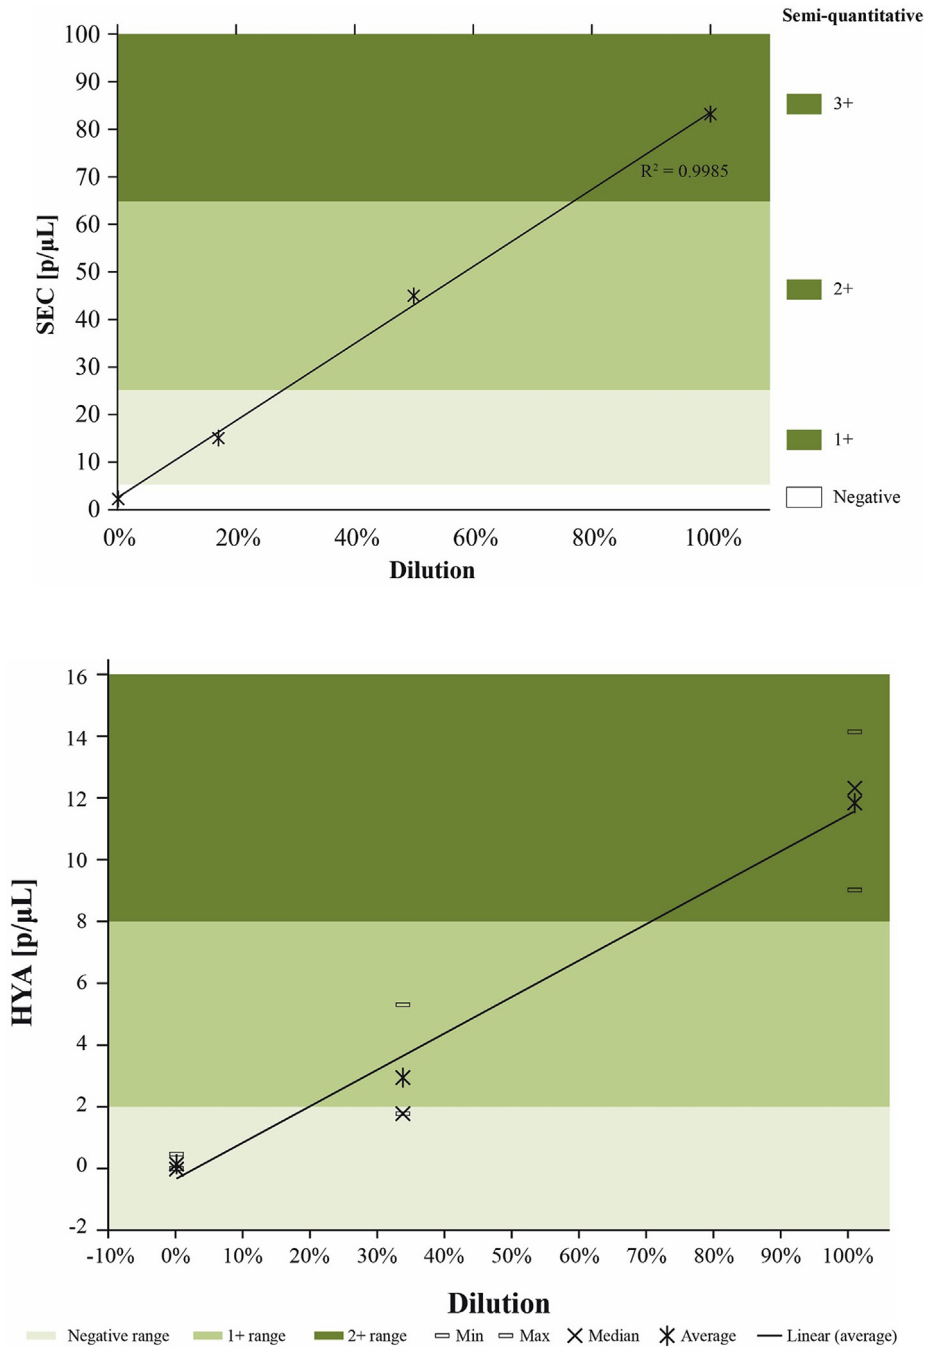 Semi-quantitative
100
90
80
70
60
50
40
30
20
10
0
SEC [p/µL]
R² = 0.9985
3+
2+
1+
Negative
0% 20% 40% 60% 80% 100%
Dilution
16
14
12
10
8
6
4
2
0
-2
HYA [p/µL]
-10% 0% 10% 20% 30% 40% 50% 60% 70% 80% 90% 100%
Dilution
Negative range 1+ range 2+ range Min Max Median Average Linear (average)